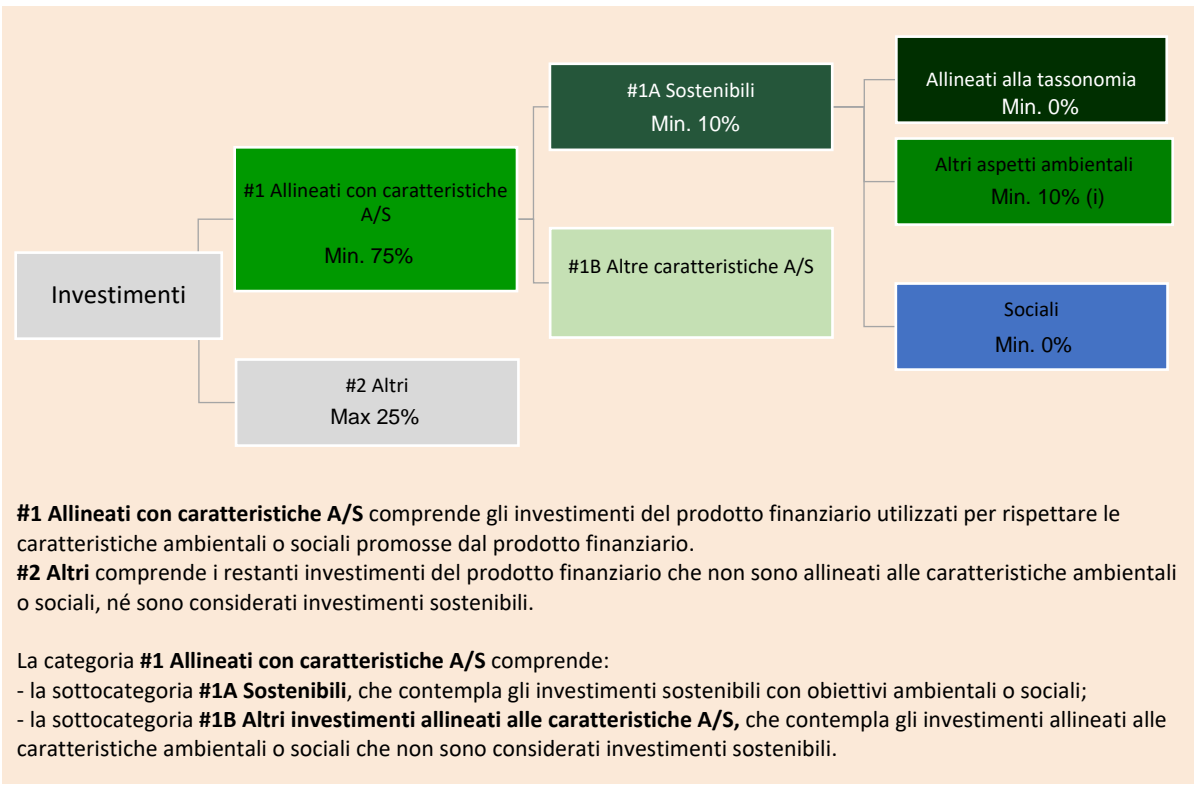 Investimenti
#1 Allineati con caratteristiche
A/S
Min. 75%
#2 Altri
Max 25%
#1A Sostenibili
Min. 10%
#1B Altre caratteristiche A/S
Allineati alla tassonomia
Min. 0%
Altri aspetti ambientali
Min. 10% (i)
Sociali
Min. 0%
#1 Allineati con caratteristiche A/S comprende gli investimenti del prodotto finanziario utilizzati per rispettare le
caratteristiche ambientali o sociali promosse dal prodotto finanziario.
#2 Altri comprende i restanti investimenti del prodotto finanziario che non sono allineati alle caratteristiche ambientali
o sociali, né sono considerati investimenti sostenibili.
La categoria #1 Allineati con caratteristiche A/S comprende:
- la sottocategoria #1A Sostenibili, che contempla gli investimenti sostenibili con obiettivi ambientali o sociali;
- la sottocategoria #1B Altri investimenti allineati alle caratteristiche A/S, che contempla gli investimenti allineati alle
caratteristiche ambientali o sociali che non sono considerati investimenti sostenibili.